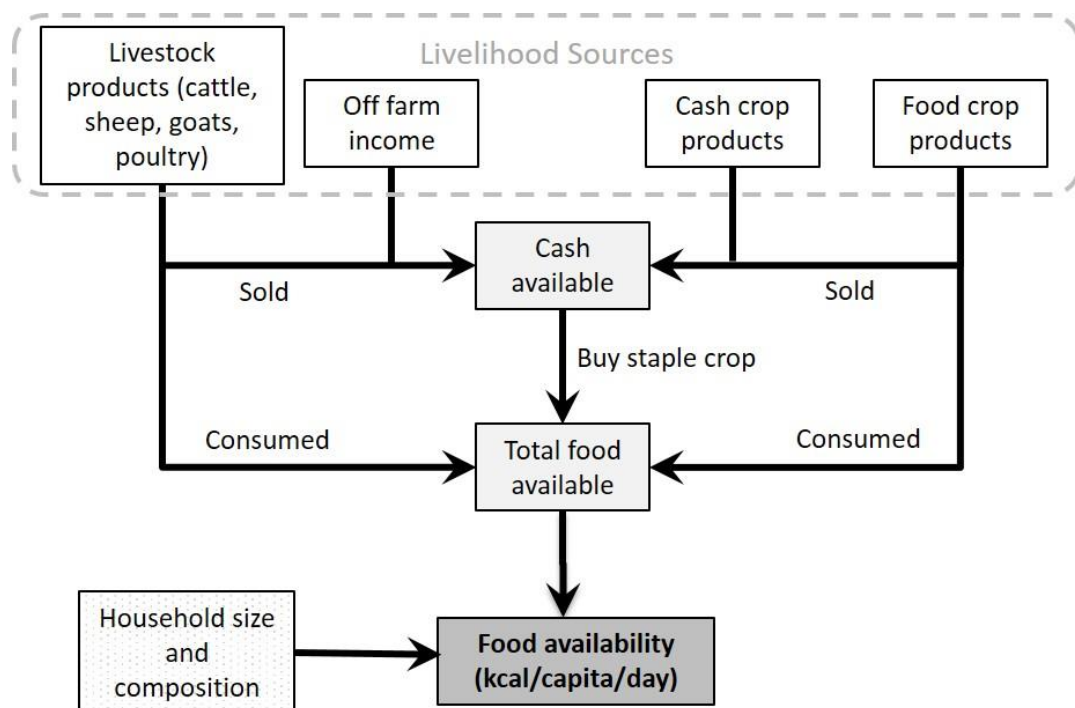 Livelihood Sources
Livestock
products (cattle,
sheep, goats,
poultry)
Off farm
income
Cash crop
products
Food crop
products
Cash
available
Sold
Sold
Buy staple crop
Consumed
Total food
available
Consumed
Household size
and
composition
Food availability
(kcal/capita/day)